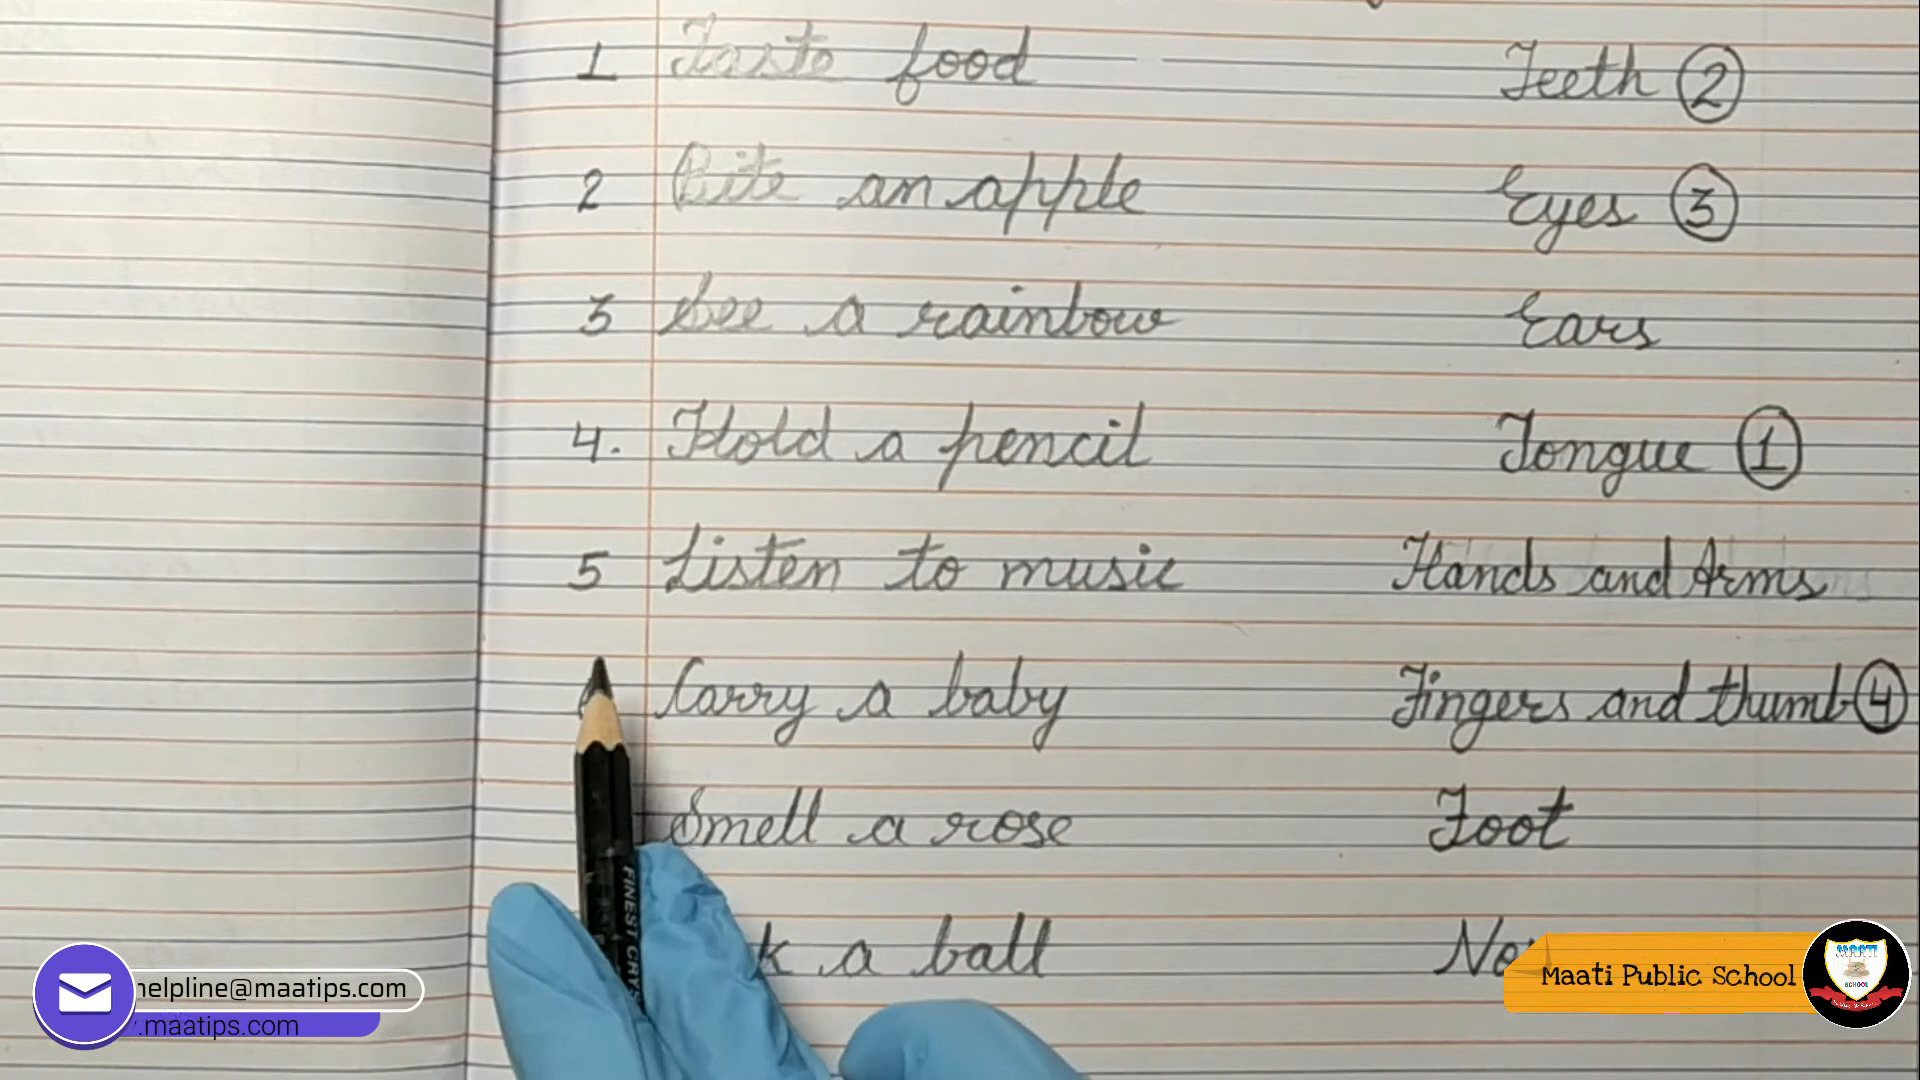 1 Taste food Teeth 2
2 Bite an apple Eyes 3
3 See a rainbow Ears
4. Hold a pencil Tongue 1
5 Listen to music Hands and Arms
Carry a baby Fingers and thumb 4
Smell a rose Foot
a ball
FINEST
helpline@maatips.com
.maatips.com
Maati Public School
MAATI
SCHOOL